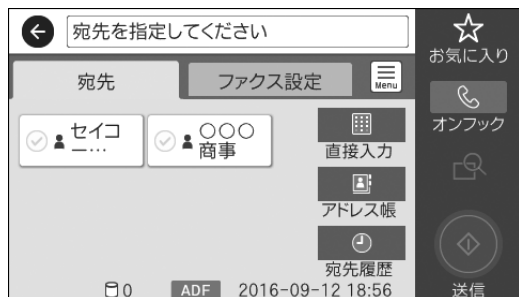 宛先を指定してください
お気に入り
宛先
ファクス設定
Menu
オンフック
セイコ
ー…
○○○
商事
直接入力
アドレス帳
宛先履歴
0
ADF
2016-09-12 18:56
送信